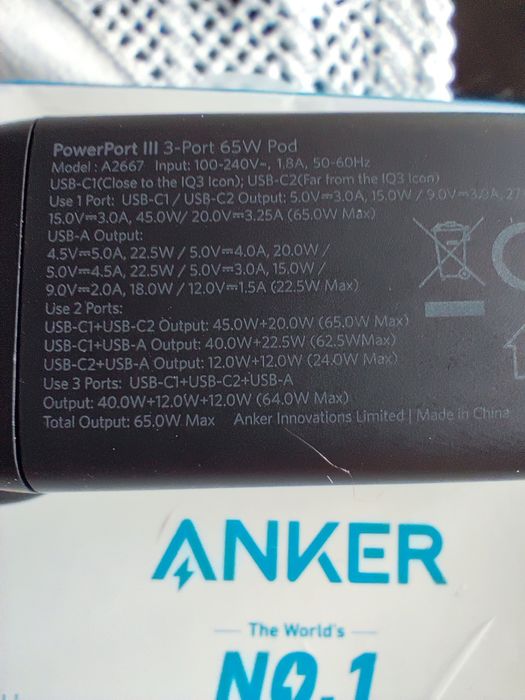 PowerPort III 3-Port 65W Pod
Model : A2667 Input: 100-240V~, 1.8A, 50-60Hz
USB-C1(Close to the IQ3 Icon); USB-C2(Far from the IQ3 Icon)
Use 1 Port: USB-C1 / USB-C2 Output: 5.0V⎓3.0A, 15.0W / 9.0V⎓3.0A, 27
15.0V⎓3.0A, 45.0W/ 20.0V⎓3.25A (65.0W Max)
USB-A Output:
4.5V⎓5.0A, 22.5W / 5.0V⎓4.0A, 20.0W /
5.0V⎓4.5A, 22.5W / 5.0V⎓3.0A, 15.0W /
9.0V⎓2.0A, 18.0W / 12.0V⎓1.5A (22.5W Max)
Use 2 Ports:
USB-C1+USB-C2 Output: 45.0W+20.0W (65.0W Max)
USB-C1+USB-A Output: 40.0W+22.5W (62.5WMax)
USB-C2+USB-A Output: 12.0W+12.0W (24.0W Max)
Use 3 Ports: USB-C1+USB-C2+USB-A
Output: 40.0W+12.0W+12.0W (64.0W Max)
Total Output: 65.0W Max Anker Innovations Limited | Made in China
ANKER
The World's
NO.1